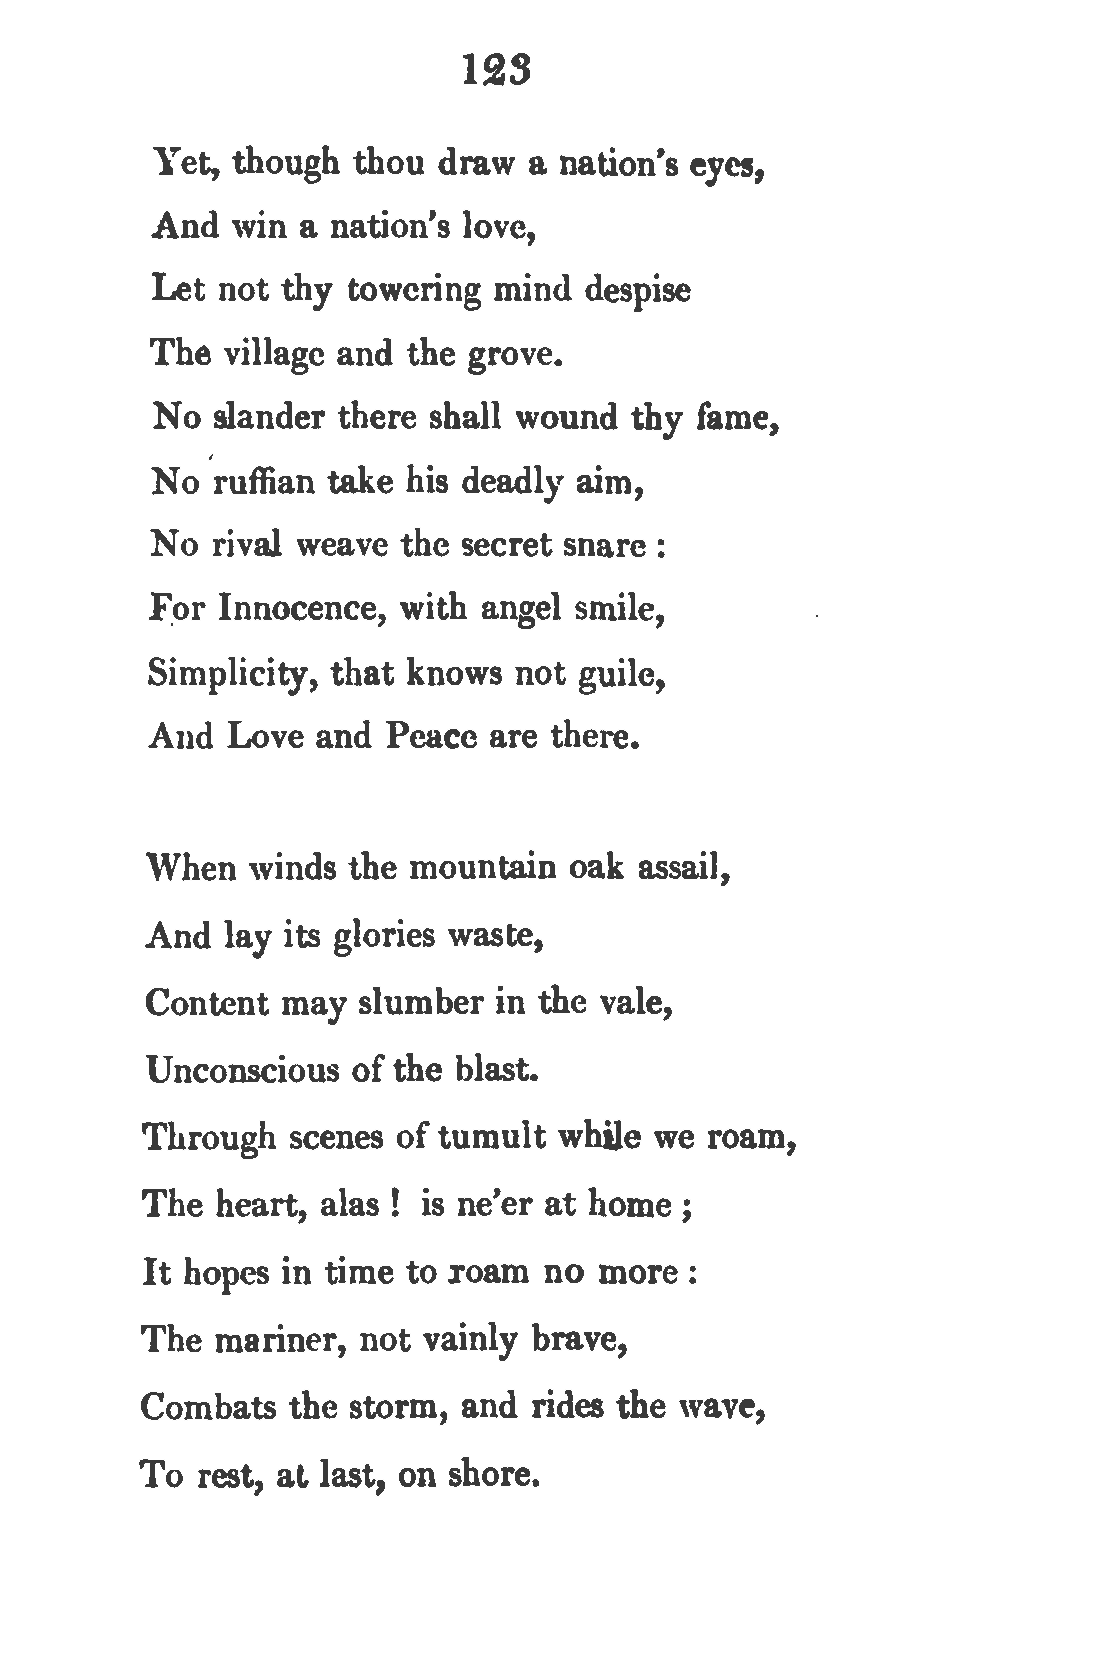 123
Yet, though thou draw a nation's eyes,
And win a nation's love,
Let not thy towering mind despise
The village and the grove.
No slander there shall wound thy fame,
No ruffian take his deadly aim,
No rival weave the secret snare :
For Innocence, with angel smile,
Simplicity, that knows not guile,
And Love and Peace are there.
When winds the mountain oak assail,
And lay its glories waste,
Content may slumber in the vale,
Unconscious of the blast.
Through scenes of tumult while we roam,
The heart, alas ! is ne'er at home ;
It hopes in time to roam no more :
The mariner, not vainly brave,
Combats the storm, and rides the wave,
To rest, at last, on shore.